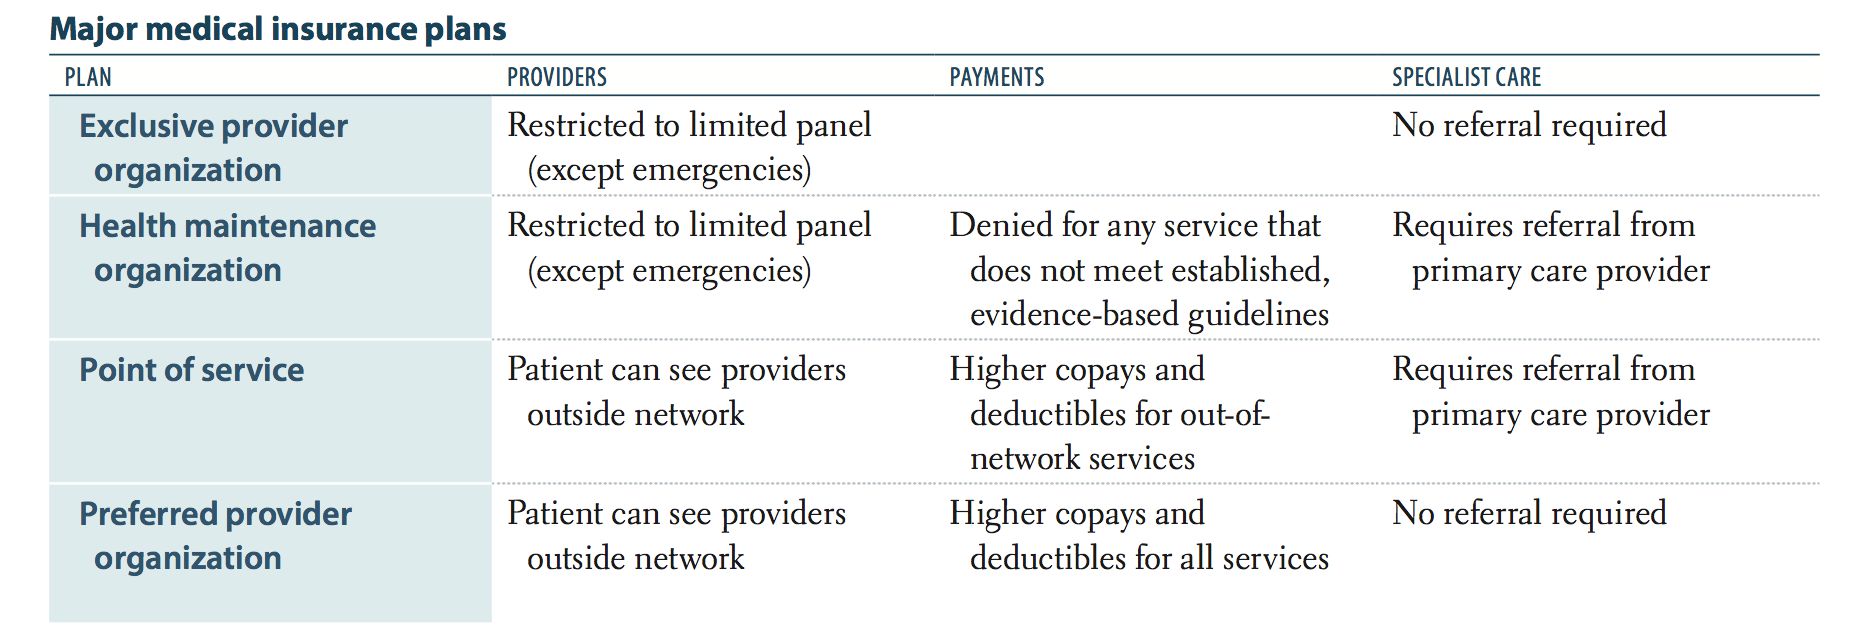 Major medical insurance plans
PLAN PROVIDERS PAYMENTS SPECIALIST CARE
Exclusive provider Restricted to limited panel No referral required
organization (except emergencies)
Health maintenance Restricted to limited panel Denied for any service that Requires referral from
organization (except emergencies) does not meet established, primary care provider
evidence-based guidelines
Point of service Patient can see providers Higher copays and Requires referral from
outside network deductibles for out-of- primary care provider
network services
Preferred provider Patient can see providers Higher copays and No referral required
organization outside network deductibles for all services